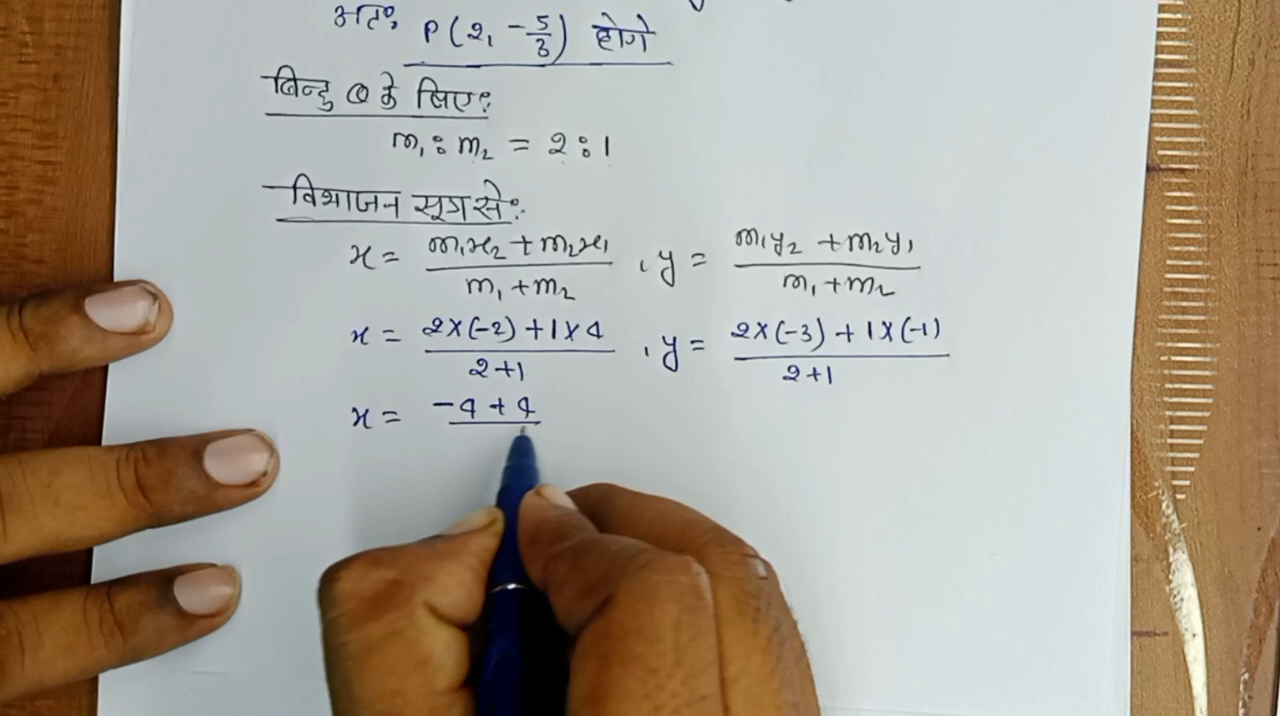 अतः P(2, -5/3) होगे
बिन्दु Q के लिए:
m₁ : m₂ = 2 : 1
विभाजन सूत्र से:
x = (m₁x₂ + m₂x₁)/(m₁ + m₂) , y = (m₁y₂ + m₂y₁)/(m₁ + m₂)
x = (2×(-2) + 1×4)/(2+1) , y = (2×(-3) + 1×(-1))/(2+1)
x = -4 + 4